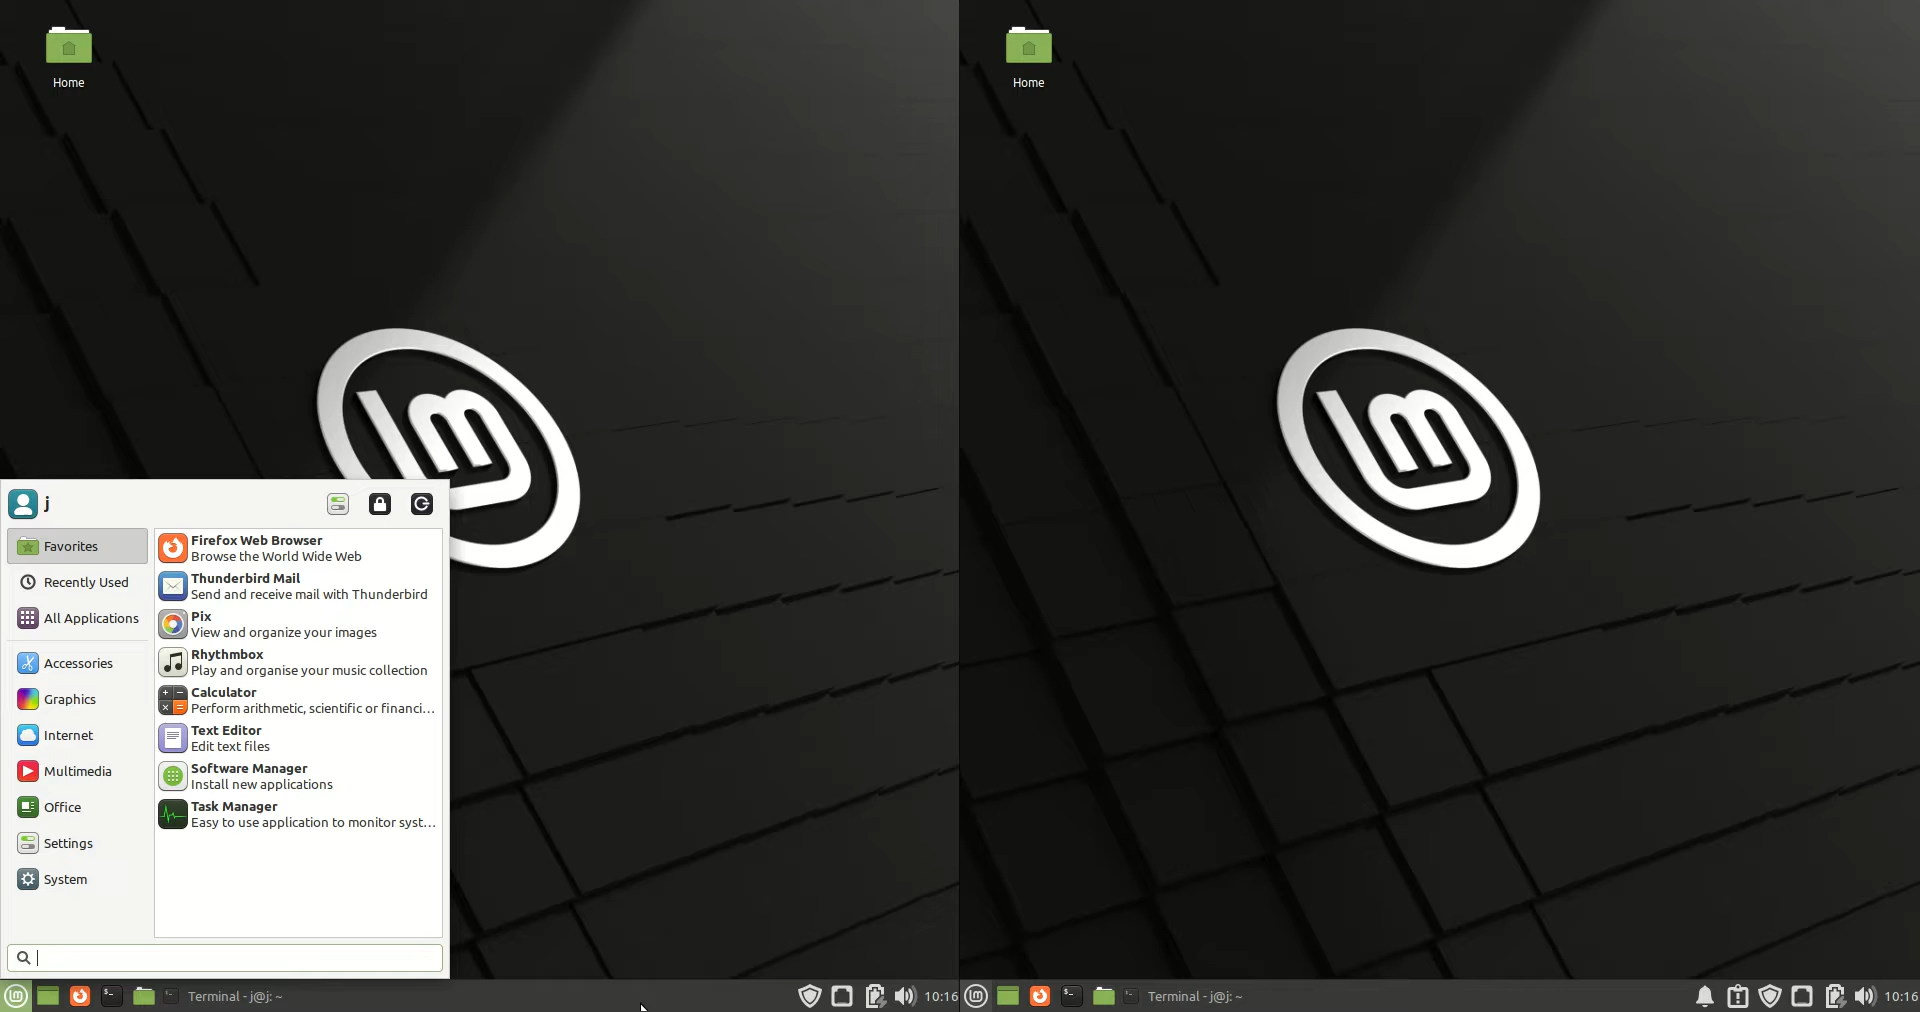 Home
Home
j
Favorites
Recently Used
All Applications
Accessories
Graphics
Internet
Multimedia
Office
Settings
System
Firefox Web Browser
Browse the World Wide Web
Thunderbird Mail
Send and receive mail with Thunderbird
Pix
View and organize your images
Rhythmbox
Play and organise your music collection
Calculator
Perform arithmetic, scientific or financi...
Text Editor
Edit text files
Software Manager
Install new applications
Task Manager
Easy to use application to monitor syst...
Terminal - j@j: ~
10:16
Terminal - j@j: ~
10:16